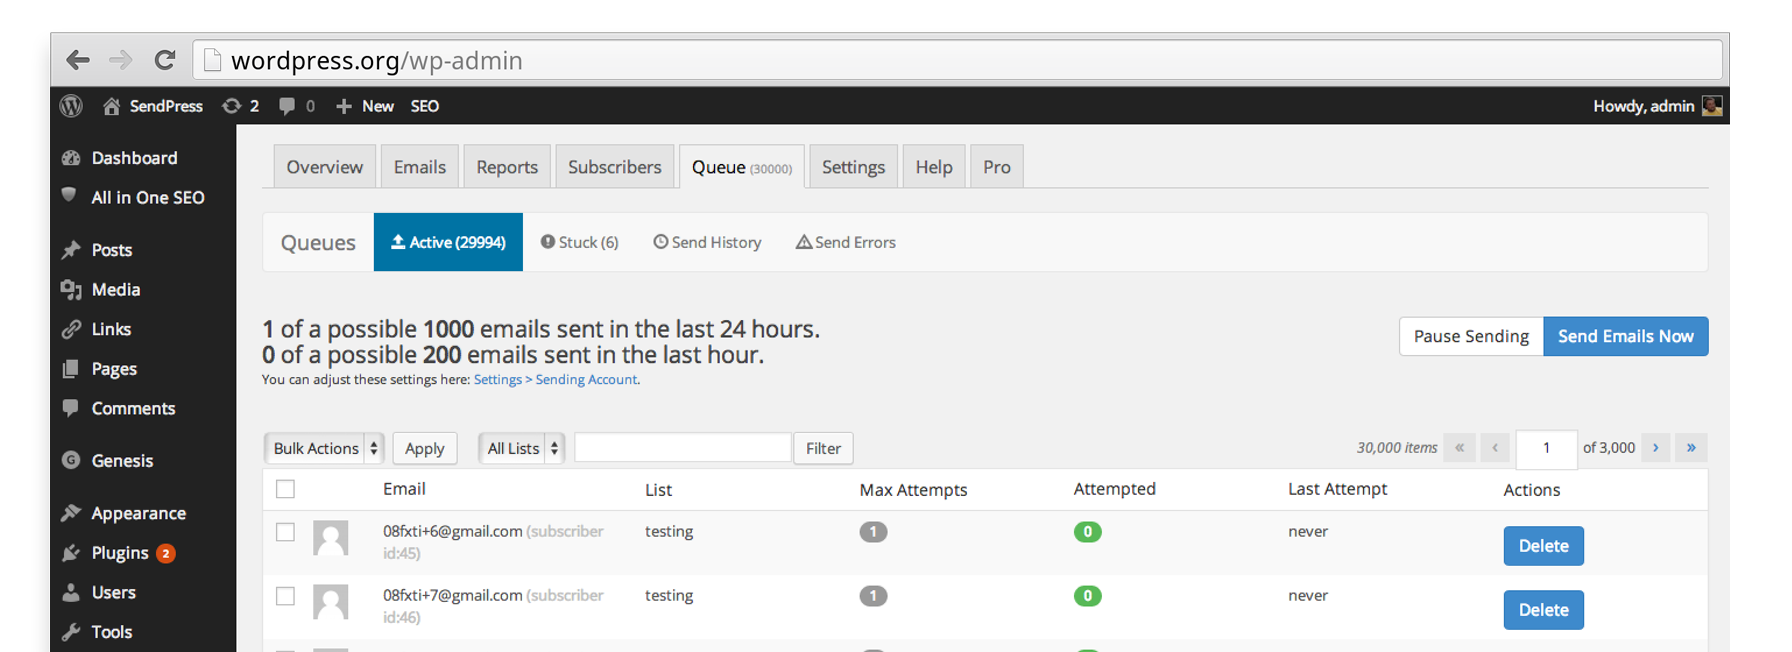 wordpress.org/wp-admin
SendPress 2 0 New SEO Howdy, admin
Dashboard
All in One SEO
Posts
Media
Links
Pages
Comments
Genesis
Appearance
Plugins 2
Users
Tools
Overview Emails Reports Subscribers Queue (30000) Settings Help Pro
Queues Active (29994) Stuck (6) Send History Send Errors
1 of a possible 1000 emails sent in the last 24 hours.
0 of a possible 200 emails sent in the last hour.
You can adjust these settings here: Settings > Sending Account.
Pause Sending Send Emails Now
Bulk Actions Apply All Lists Filter 30,000 items « ‹ 1 of 3,000 › »
Email List Max Attempts Attempted Last Attempt Actions
08fxti+6@gmail.com (subscriber testing 1 0 never Delete
id:45)
08fxti+7@gmail.com (subscriber testing 1 0 never Delete
id:46)